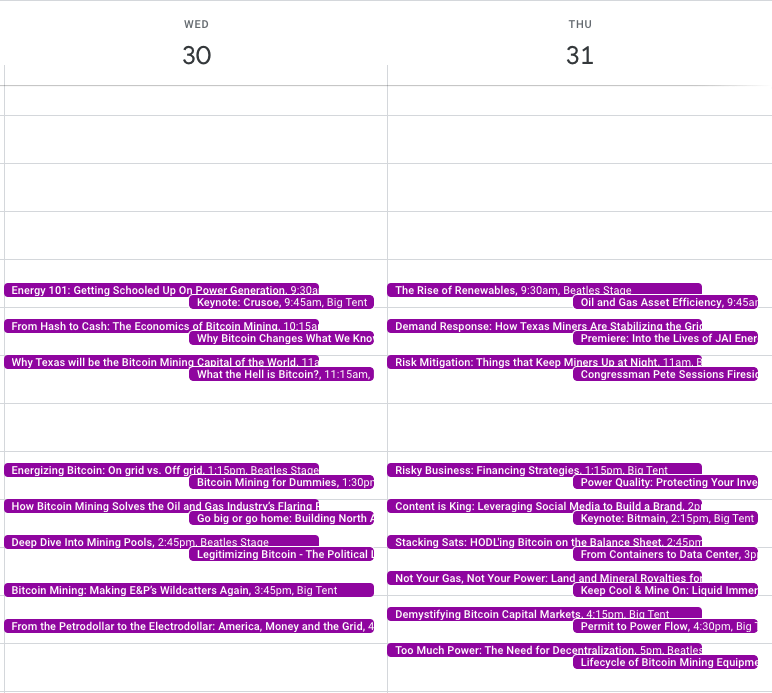 WED
30
THU
31
Energy 101: Getting Schooled Up On Power Generation, 9:30a
Keynote: Crusoe, 9:45am, Big Tent
From Hash to Cash: The Economics of Bitcoin Mining, 10:15a
Why Bitcoin Changes What We Know
Why Texas will be the Bitcoin Mining Capital of the World, 11a
What the Hell is Bitcoin?, 11:15am,
Energizing Bitcoin: On grid vs. Off grid, 1:15pm, Beatles Stage
Bitcoin Mining for Dummies, 1:30pm
How Bitcoin Mining Solves the Oil and Gas Industry's Flaring
Go big or go home: Building North A
Deep Dive Into Mining Pools, 2:45pm, Beatles Stage
Legitimizing Bitcoin - The Political L
Bitcoin Mining: Making E&P's Wildcatters Again, 3:45pm, Big Tent
From the Petrodollar to the Electrodollar: America, Money and the Grid, 4
The Rise of Renewables, 9:30am, Beatles Stage
Oil and Gas Asset Efficiency, 9:45am
Demand Response: How Texas Miners Are Stabilizing the Grid
Premiere: Into the Lives of JAI Ener
Risk Mitigation: Things that Keep Miners Up at Night, 11am, B
Congressman Pete Sessions Firesid
Risky Business: Financing Strategies, 1:15pm, Big Tent
Power Quality: Protecting Your Inve
Content is King: Leveraging Social Media to Build a Brand, 2p
Keynote: Bitmain, 2:15pm, Big Tent
Stacking Sats: HODL'ing Bitcoin on the Balance Sheet, 2:45pm
From Containers to Data Center, 3p
Not Your Gas, Not Your Power: Land and Mineral Royalties for
Keep Cool & Mine On: Liquid Immer
Demystifying Bitcoin Capital Markets, 4:15pm, Big Tent
Permit to Power Flow, 4:30pm, Big
Too Much Power: The Need for Decentralization, 5pm, Beatles
Lifecycle of Bitcoin Mining Equipme